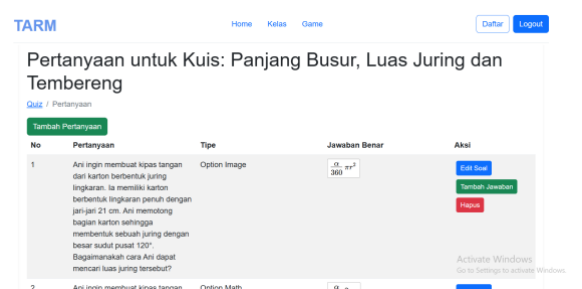 TARM Home Kelas Game Daftar Logout
Pertanyaan untuk Kuis: Panjang Busur, Luas Juring dan
Tembereng
Quiz / Pertanyaan
Tambah Pertanyaan
No Pertanyaan Tipe Jawaban Benar Aksi
1 Ani ingin membuat kipas tangan Option Image α/360 πr² Edit Soal
dari karton berbentuk juring
lingkaran. Ia memiliki karton Tambah Jawaban
berbentuk lingkaran penuh dengan
jari-jari 21 cm. Ani memotong Hapus
bagian karton sehingga
membentuk sebuah juring dengan
besar sudut pusat 120°.
Bagaimanakah cara Ani dapat
mencari luas juring tersebut?
Activate Windows
Go to Settings to activate Windows.
2 Ani ingin membuat kipas tangan Option Math